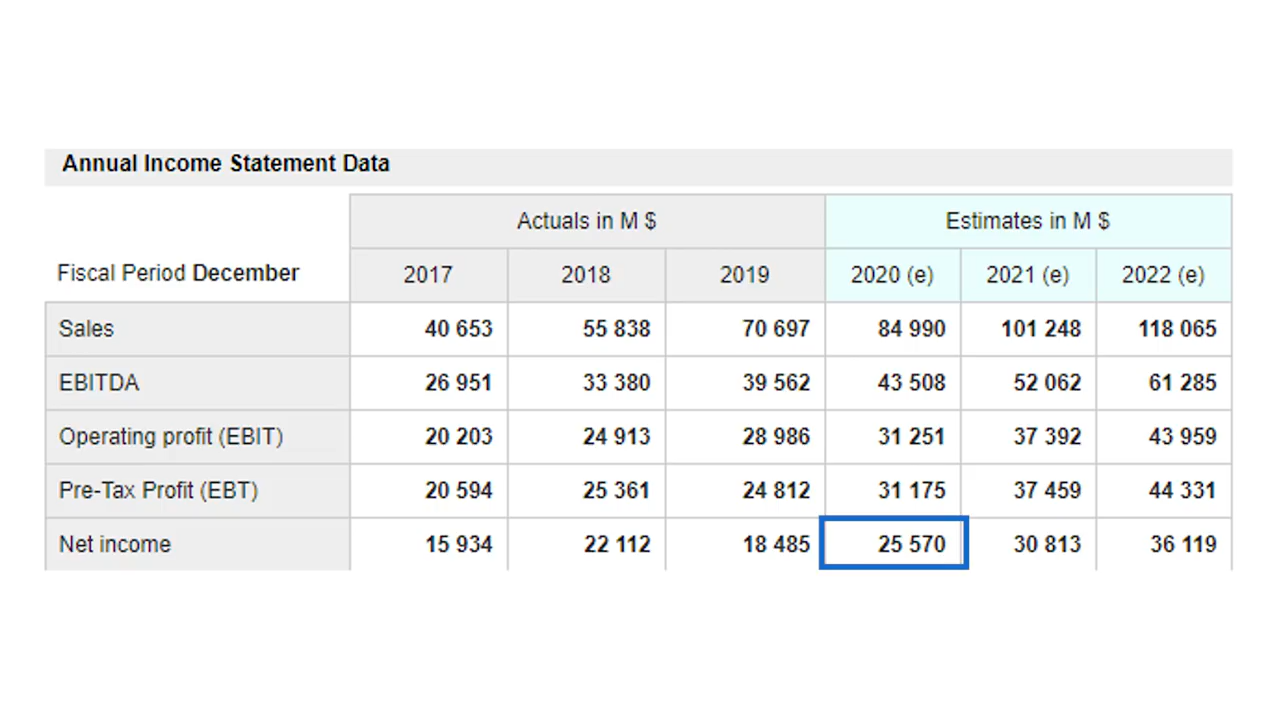 Annual Income Statement Data
Actuals in M $ Estimates in M $
Fiscal Period December 2017 2018 2019 2020 (e) 2021 (e) 2022 (e)
Sales 40 653 55 838 70 697 84 990 101 248 118 065
EBITDA 26 951 33 380 39 562 43 508 52 062 61 285
Operating profit (EBIT) 20 203 24 913 28 986 31 251 37 392 43 959
Pre-Tax Profit (EBT) 20 594 25 361 24 812 31 175 37 459 44 331
Net income 15 934 22 112 18 485 25 570 30 813 36 119